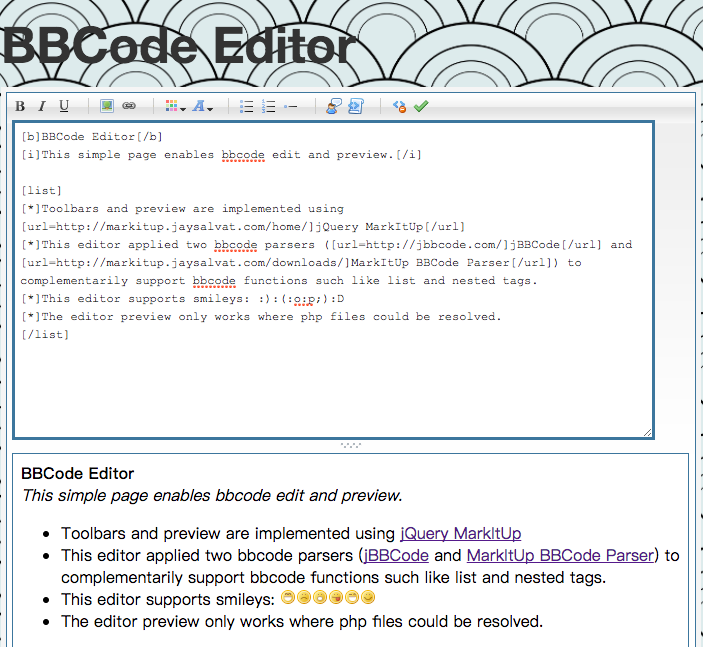 BBCode Editor
B I U
[b]BBCode Editor[/b]
[i]This simple page enables bbcode edit and preview.[/i]
[list]
[*]Toolbars and preview are implemented using
[url=http://markitup.jaysalvat.com/home/]jQuery MarkItUp[/url]
[*]This editor applied two bbcode parsers ([url=http://jbbcode.com/]jBBCode[/url] and
[url=http://markitup.jaysalvat.com/downloads/]MarkItUp BBCode Parser[/url]) to
complementarily support bbcode functions such like list and nested tags.
[*]This editor supports smileys: :):(:o:p;):D
[*]The editor preview only works where php files could be resolved.
[/list]
BBCode Editor
This simple page enables bbcode edit and preview.
• Toolbars and preview are implemented using jQuery MarkItUp
• This editor applied two bbcode parsers (jBBCode and MarkItUp BBCode Parser) to
complementarily support bbcode functions such like list and nested tags.
• This editor supports smileys:
• The editor preview only works where php files could be resolved.